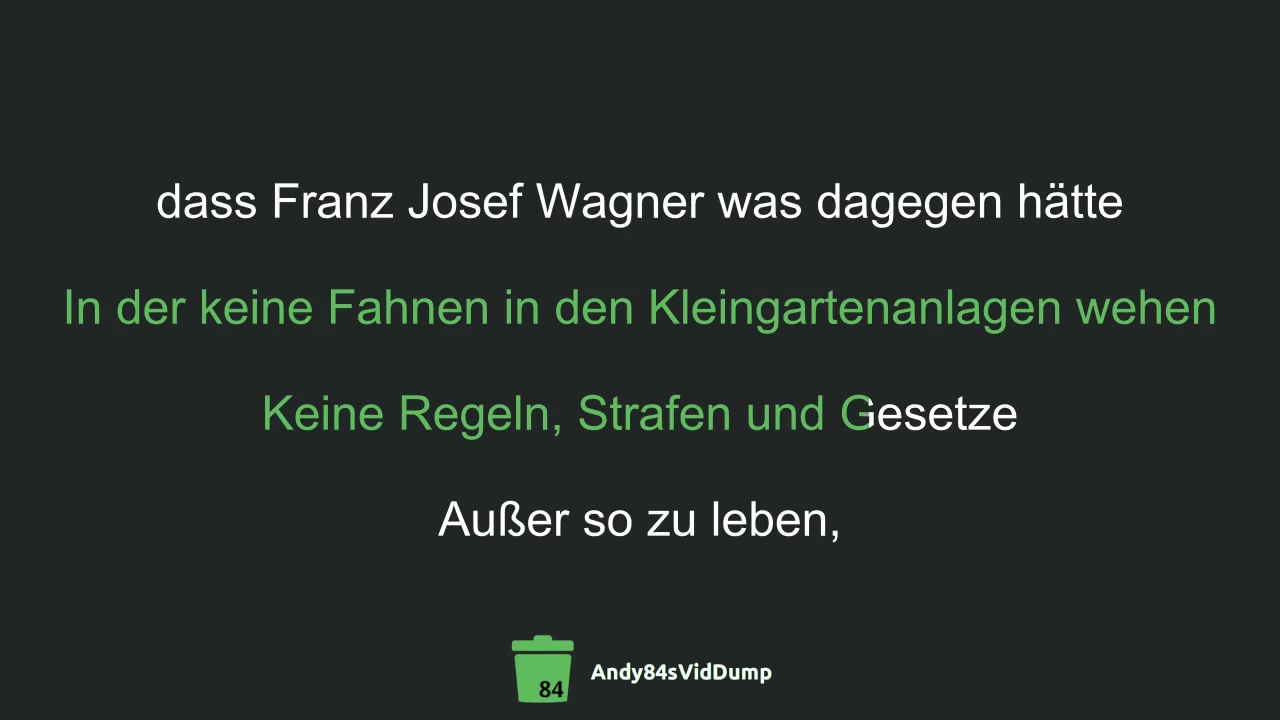 dass Franz Josef Wagner was dagegen hätte
In der keine Fahnen in den Kleingartenanlagen wehen
Keine Regeln, Strafen und Gesetze
Außer so zu leben,
84
Andy84sVidDump